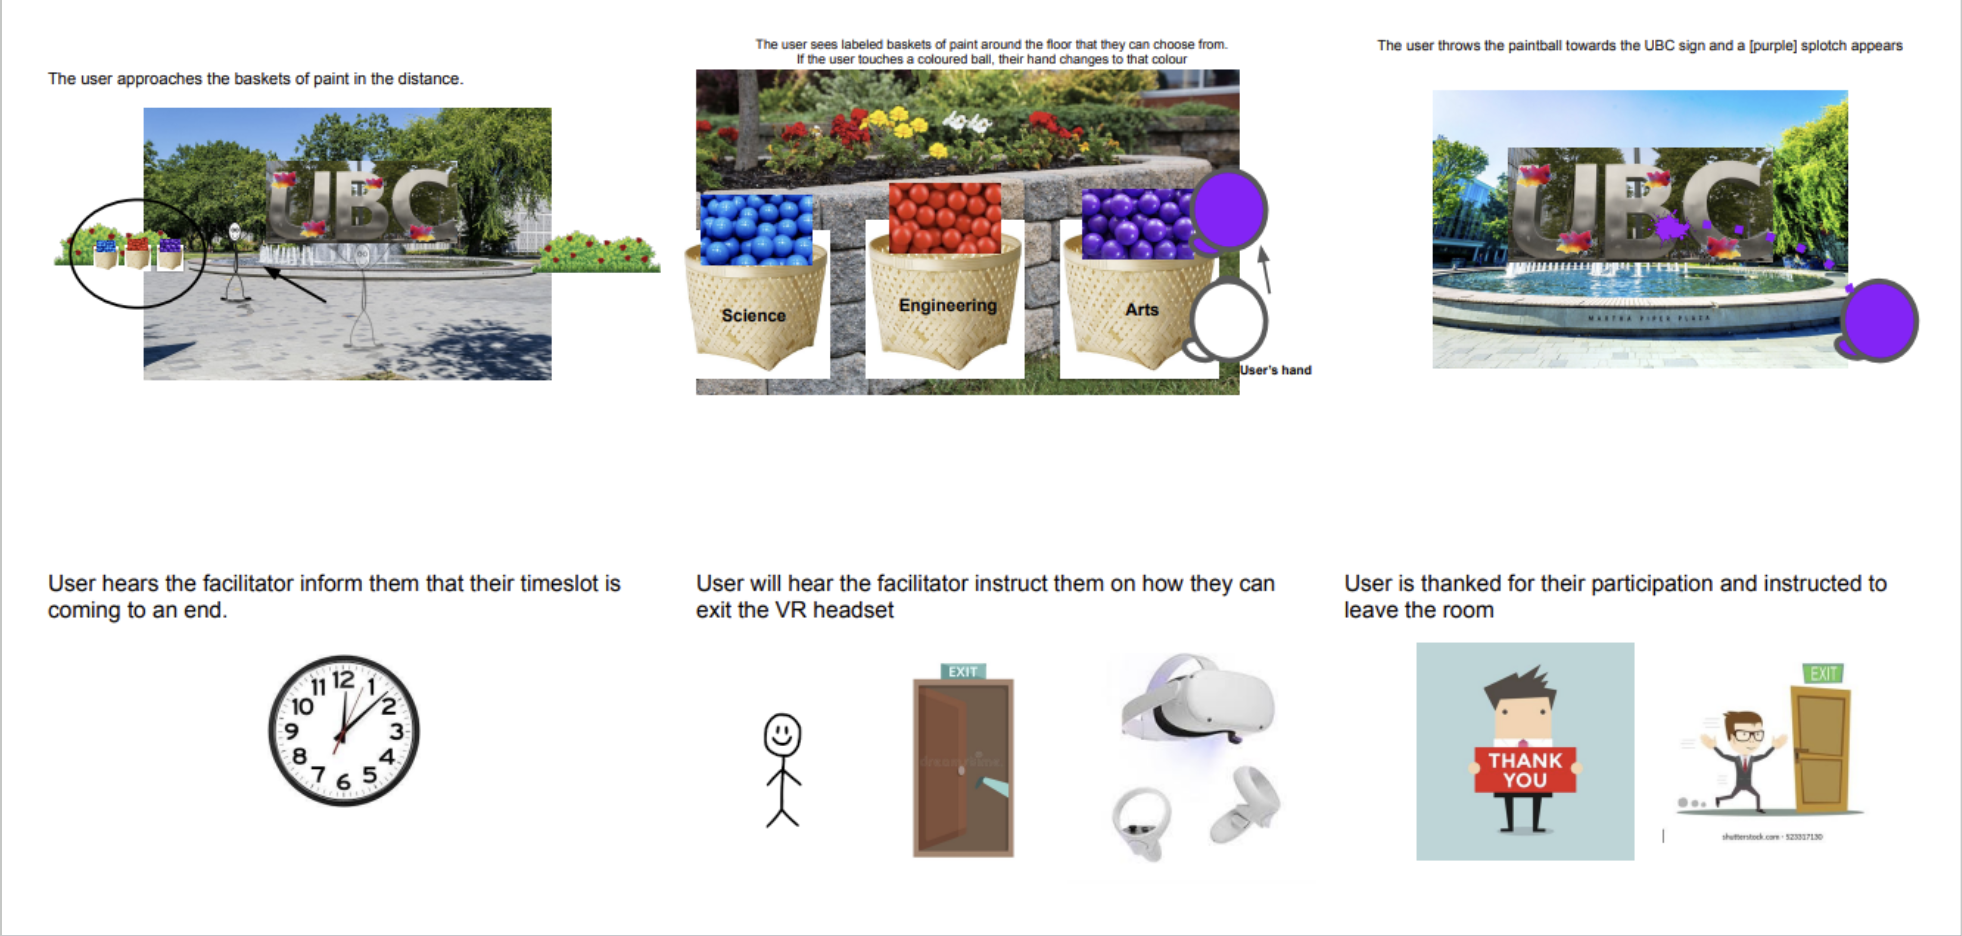 The user approaches the baskets of paint in the distance.
UBC
The user sees labeled baskets of paint around the floor that they can choose from.
If the user touches a coloured ball, their hand changes to that colour
Science
Engineering
Arts
User's hand
The user throws the paintball towards the UBC sign and a [purple] splotch appears
UBC
MARTHA PIPER PLAZA
User hears the facilitator inform them that their timeslot is
coming to an end.
12
1
2
3
4
5
6
7
8
9
10
11
User will hear the facilitator instruct them on how they can
exit the VR headset
EXIT
dreamstime
User is thanked for their participation and instructed to
leave the room
THANK
YOU
EXIT
shutterstock.com · 523317130